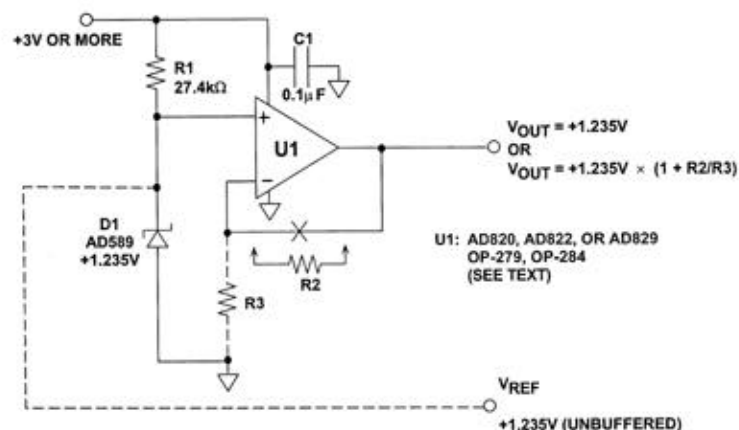 +3V OR MORE
R1
27.4kΩ
C1
0.1μF
+
U1
−
VOUT = +1.235V
OR
VOUT = +1.235V × (1 + R2/R3)
D1
AD589
+1.235V
R2
R3
U1: AD820, AD822, OR AD829
OP-279, OP-284
(SEE TEXT)
VREF
+1.235V (UNBUFFERED)